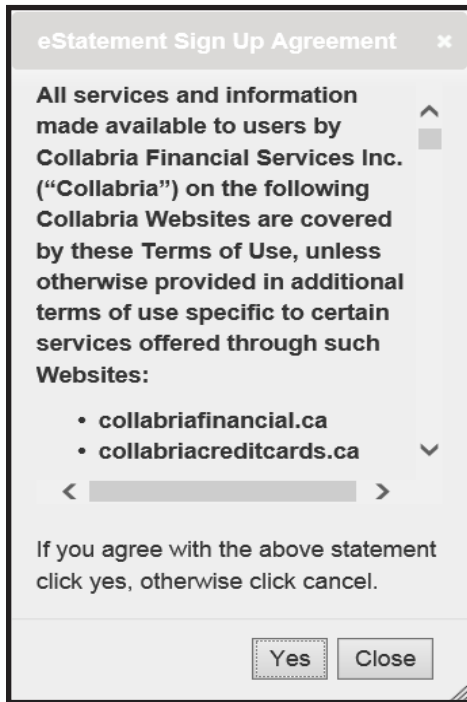 eStatement Sign Up Agreement ×
All services and information
made available to users by
Collabria Financial Services Inc.
(“Collabria”) on the following
Collabria Websites are covered
by these Terms of Use, unless
otherwise provided in additional
terms of use specific to certain
services offered through such
Websites:
• collabriafinancial.ca
• collabriacreditcards.ca
If you agree with the above statement
click yes, otherwise click cancel.
Yes Close